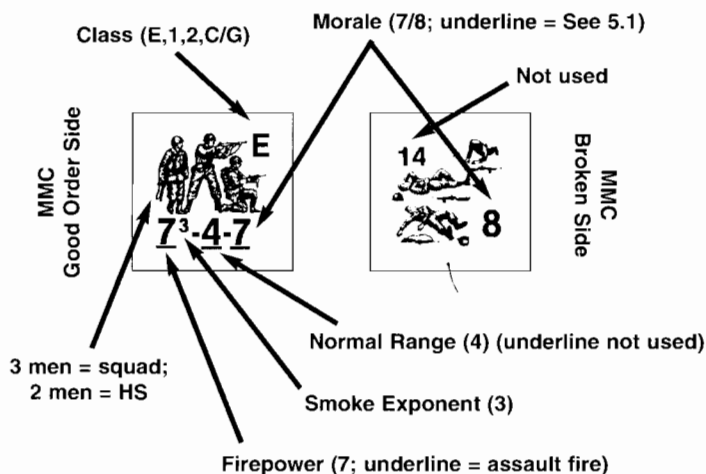 Class (E,1,2,C/G)
Morale (7/8; underline = See 5.1)
Not used
MMC
Good Order Side
E
7³-4-7
14
8
MMC
Broken Side
3 men = squad;
2 men = HS
Normal Range (4) (underline not used)
Smoke Exponent (3)
Firepower (7; underline = assault fire)